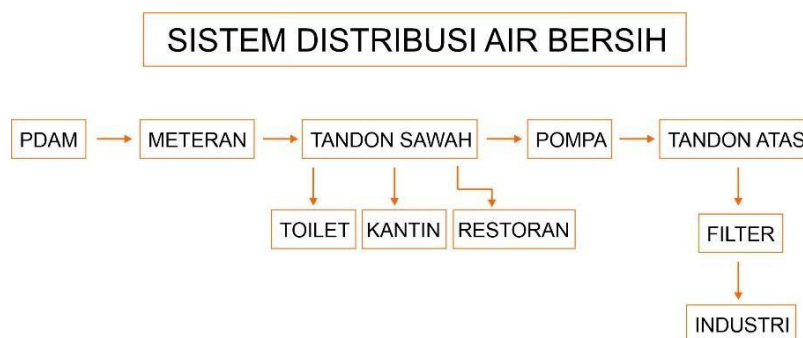 SISTEM DISTRIBUSI AIR BERSIH
PDAM
METERAN
TANDON SAWAH
POMPA
TANDON ATAS
TOILET
KANTIN
RESTORAN
FILTER
INDUSTRI